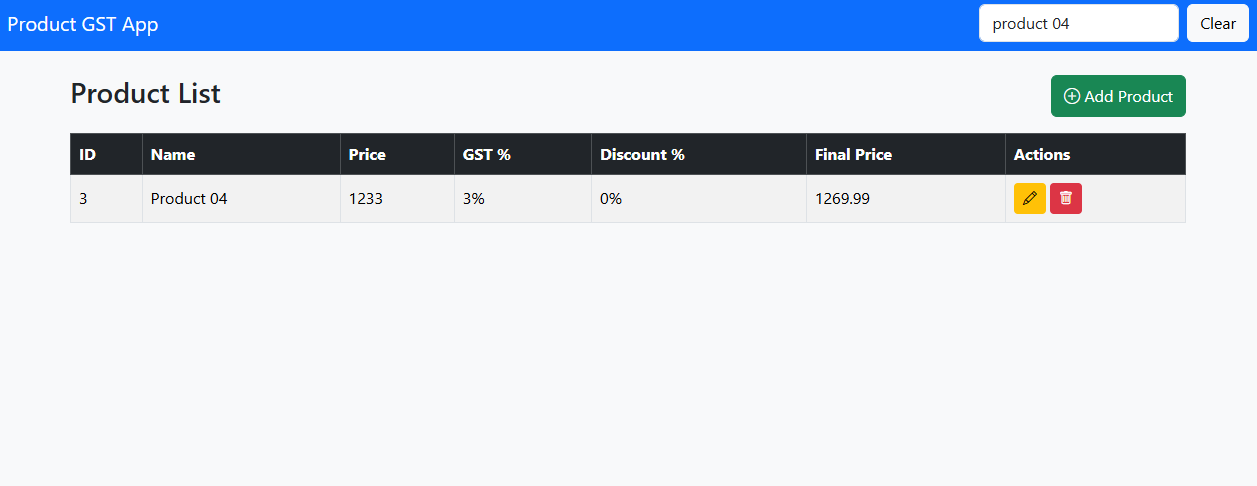 Product GST App product 04 Clear
Product List Add Product
ID Name Price GST % Discount % Final Price Actions
3 Product 04 1233 3% 0% 1269.99